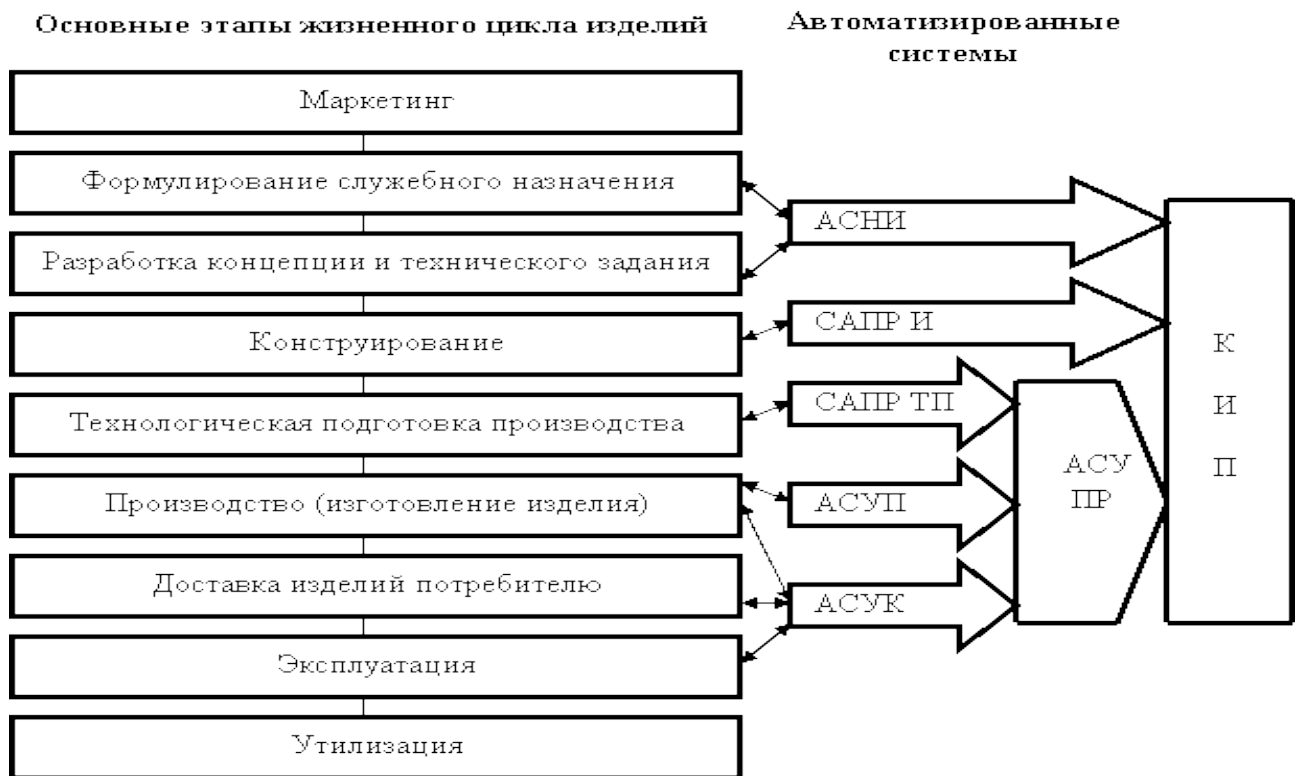 Основные этапы жизненного цикла изделий
Автоматизированные
системы
Маркетинг
Формулирование служебного назначения
Разработка концепции и технического задания
Конструирование
Технологическая подготовка производства
Производство (изготовление изделия)
Доставка изделий потребителю
Эксплуатация
Утилизация
АСНИ
САПР И
САПР ТП
АСУП
АСУК
АСУ
ПР
К
И
П